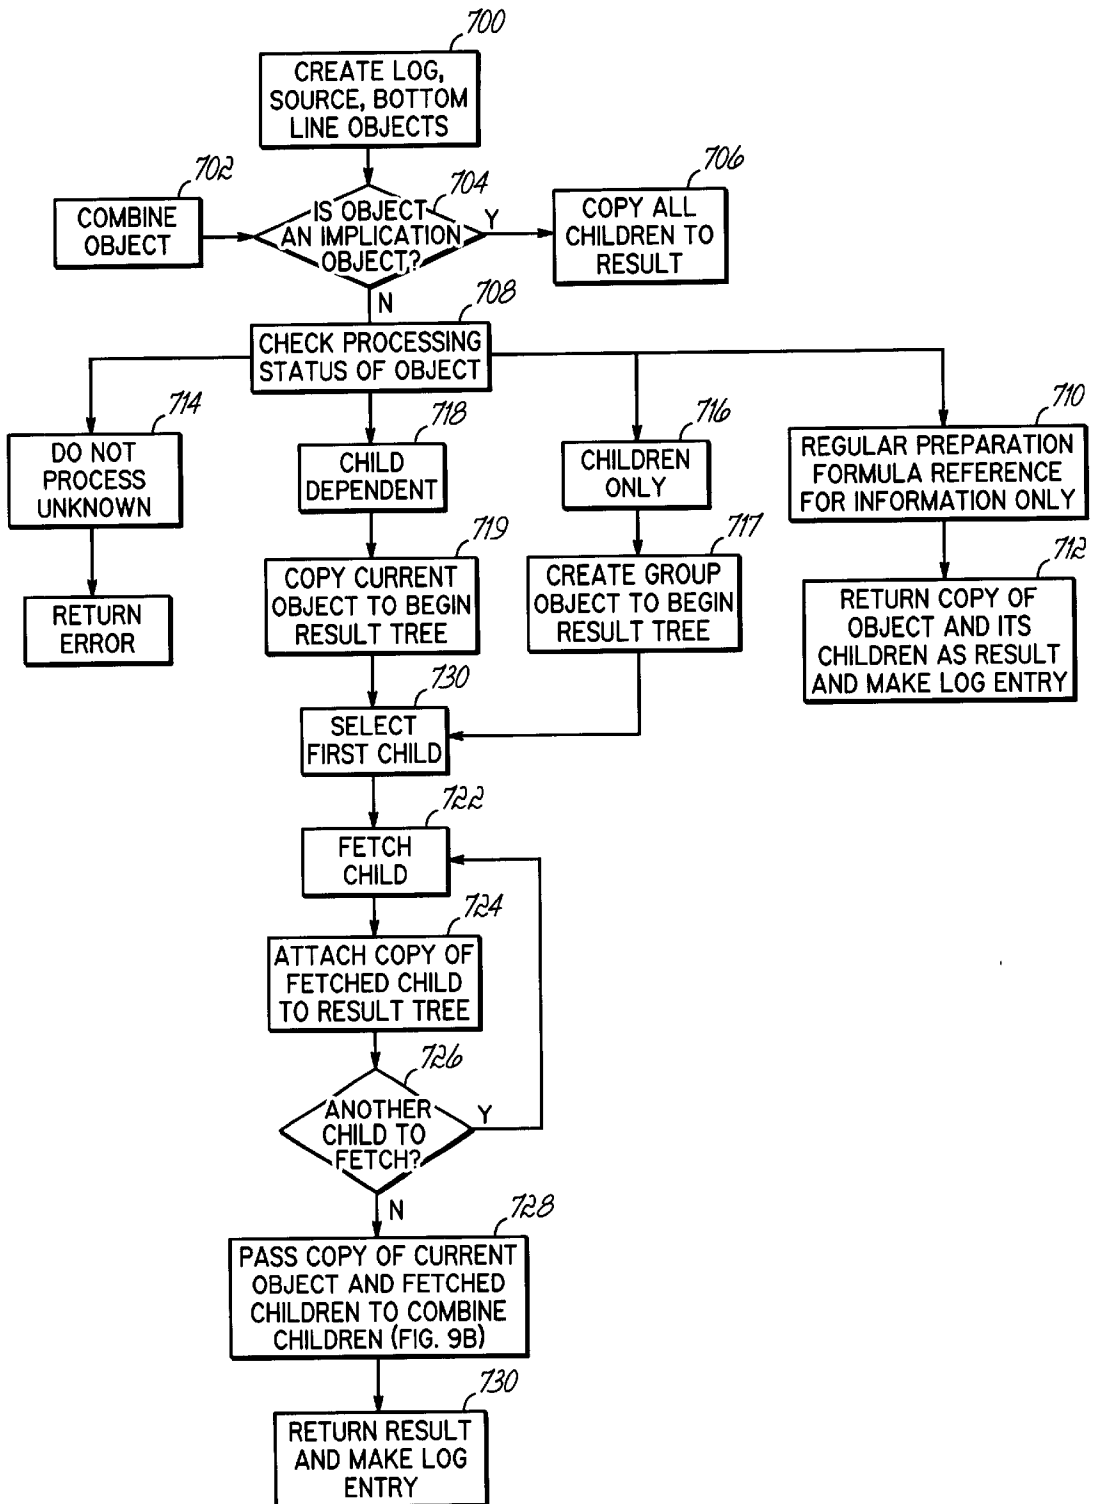 700
CREATE LOG,
SOURCE, BOTTOM
LINE OBJECTS
702
COMBINE
OBJECT
704
IS OBJECT
AN IMPLICATION
OBJECT?
Y
N
706
COPY ALL
CHILDREN TO
RESULT
708
CHECK PROCESSING
STATUS OF OBJECT
714
DO NOT
PROCESS
UNKNOWN
RETURN
ERROR
718
CHILD
DEPENDENT
719
COPY CURRENT
OBJECT TO BEGIN
RESULT TREE
716
CHILDREN
ONLY
717
CREATE GROUP
OBJECT TO BEGIN
RESULT TREE
710
REGULAR PREPARATION
FORMULA REFERENCE
FOR INFORMATION ONLY
712
RETURN COPY OF
OBJECT AND ITS
CHILDREN AS RESULT
AND MAKE LOG ENTRY
730
SELECT
FIRST CHILD
722
FETCH
CHILD
724
ATTACH COPY OF
FETCHED CHILD
TO RESULT TREE
726
ANOTHER
CHILD TO
FETCH?
Y
N
728
PASS COPY OF CURRENT
OBJECT AND FETCHED
CHILDREN TO COMBINE
CHILDREN (FIG. 9B)
730
RETURN RESULT
AND MAKE LOG
ENTRY